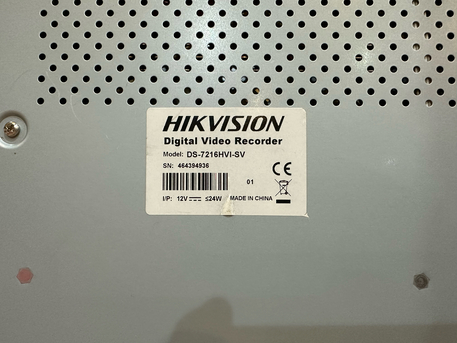 HIKVISION
Digital Video Recorder
Model: DS-7216HVI-SV
SN: 464394936
CE
01
I/P: 12V ⎓ ≤24W MADE IN CHINA